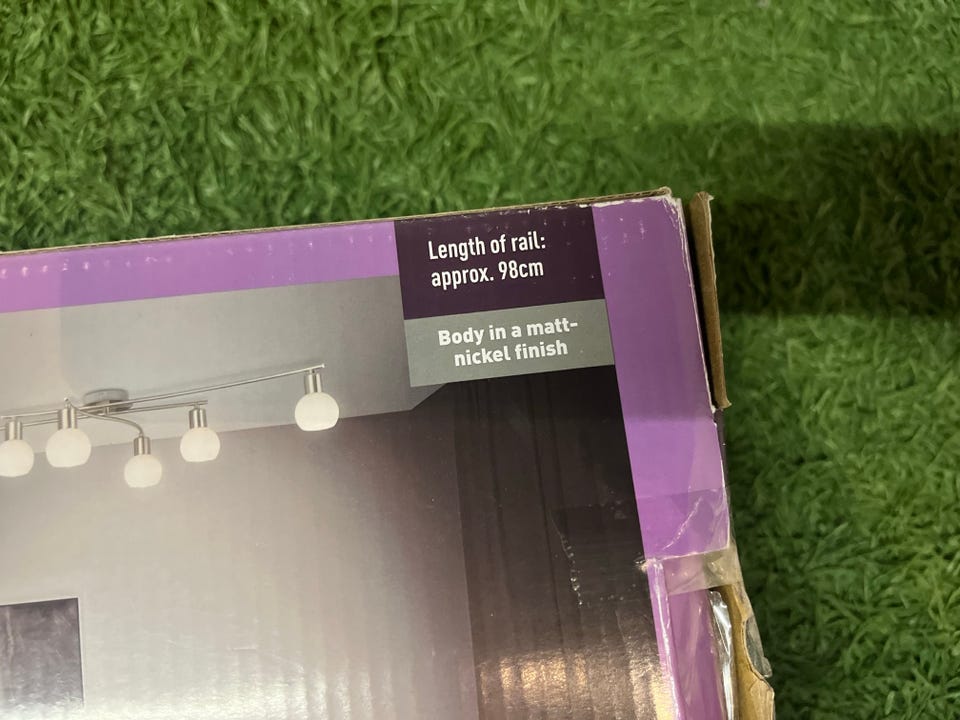 Length of rail:
approx. 98cm
Body in a matt-
nickel finish